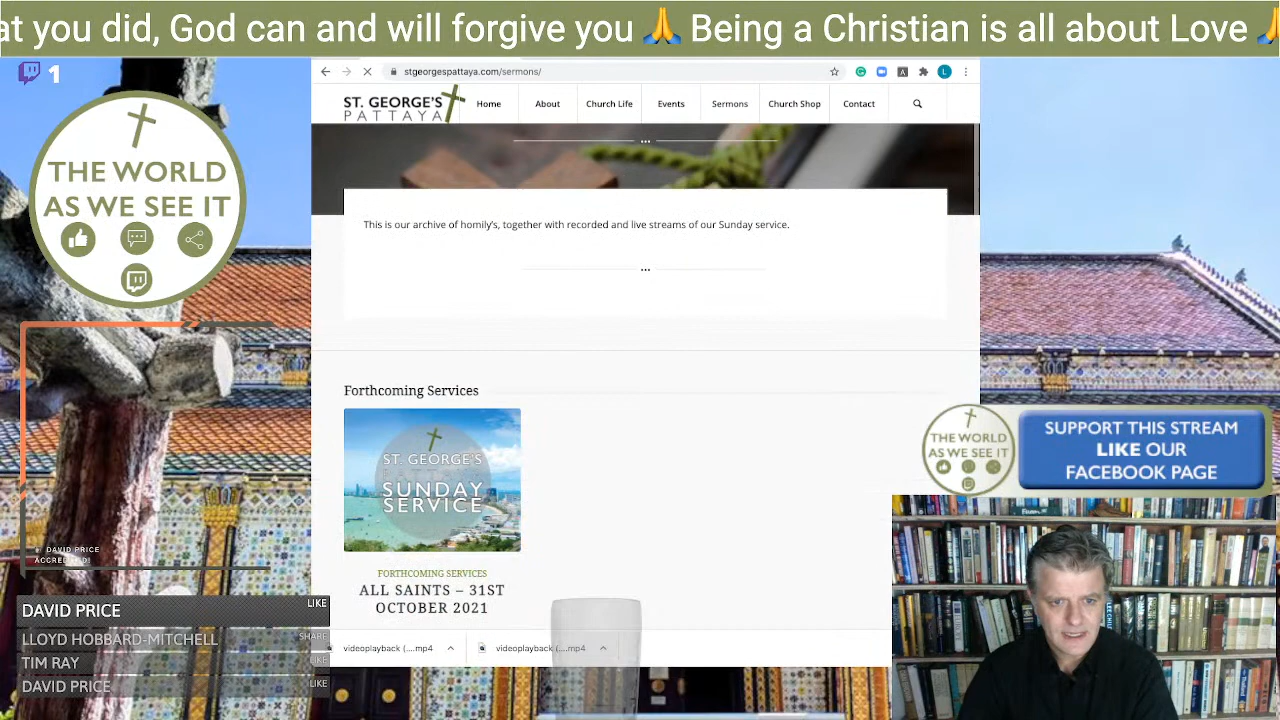 at you did, God can and will forgive you 🙏 Being a Christian is all about Love 🙏
1
stgeorgespattaya.com/sermons/
L
ST. GEORGE'S
PATTAYA
Home
About
Church Life
Events
Sermons
Church Shop
Contact
THE WORLD
AS WE SEE IT
This is our archive of homily's, together with recorded and live streams of our Sunday service.
Forthcoming Services
ST. GEORGE'S
SUNDAY
SERVICE
FORTHCOMING SERVICES
ALL SAINTS – 31ST
OCTOBER 2021
videoplayback (....mp4
videoplayback (....mp4
THE WORLD
AS WE SEE IT
SUPPORT THIS STREAM
LIKE OUR
FACEBOOK PAGE
DAVID PRICE
DAVID PRICE LIKE
LLOYD HOBBARD-MITCHELL SHARE
TIM RAY LIKE
DAVID PRICE LIKE